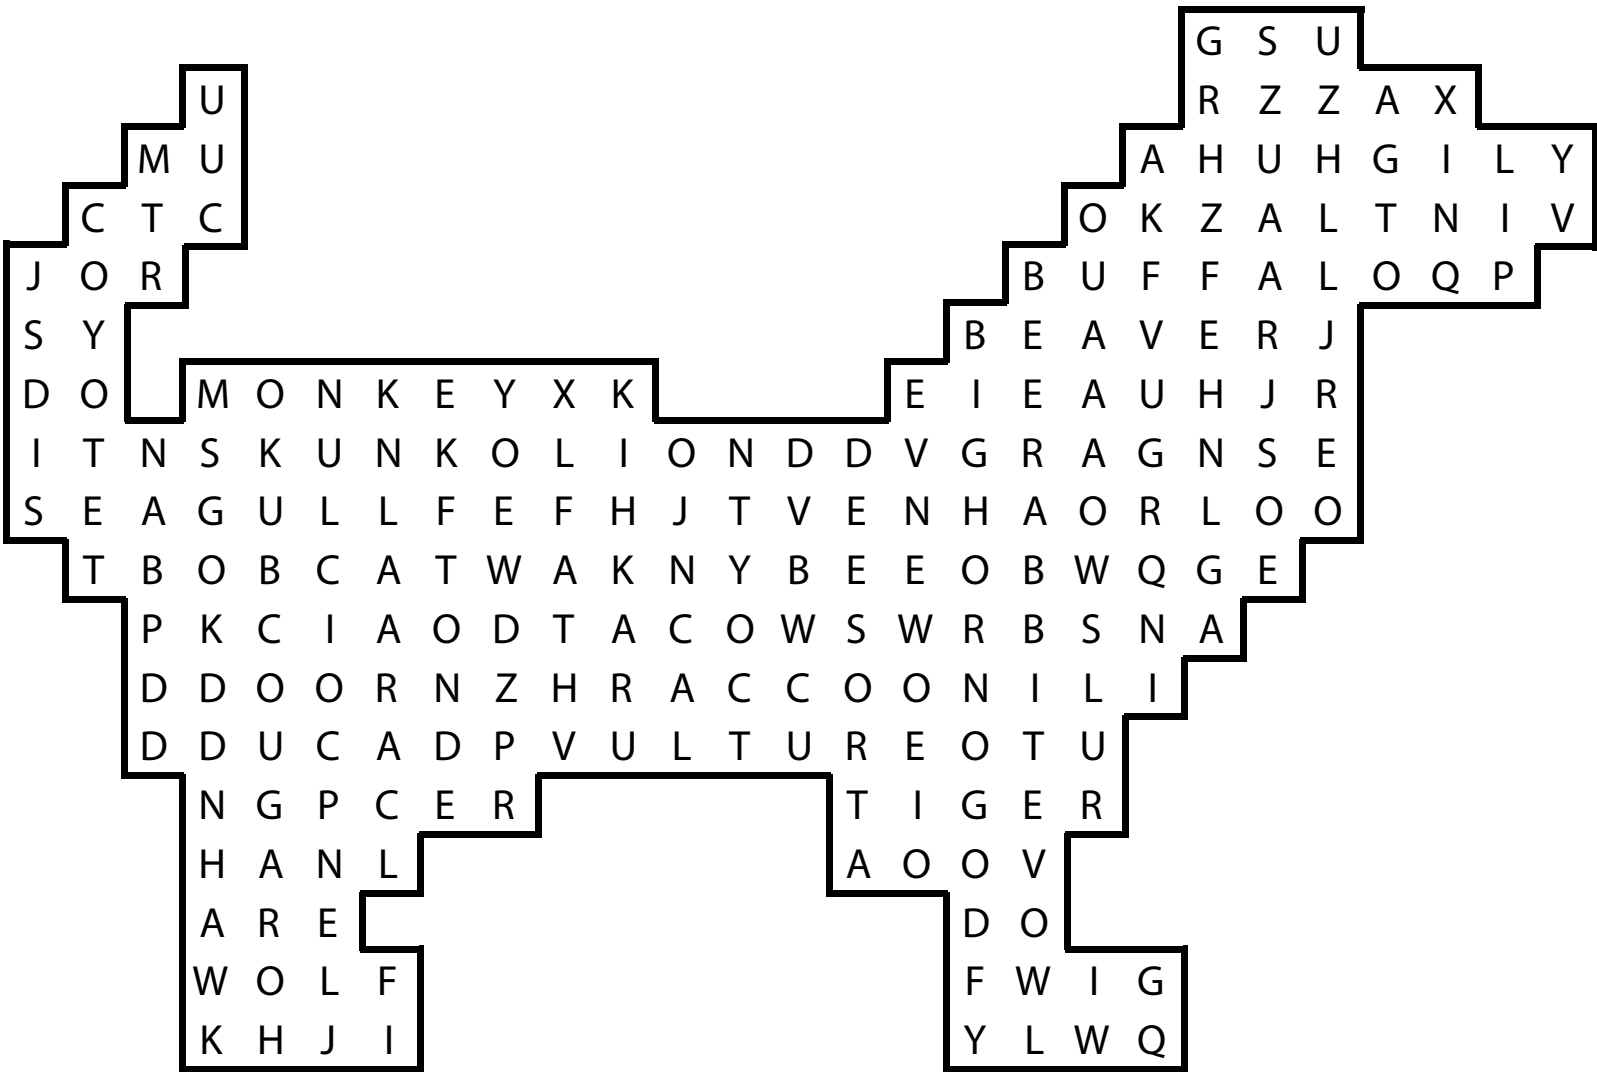 G S U
U R Z Z A X
M U A H U H G I L Y
C T C O K Z A L T N I V
J O R B U F F A L O Q P
S Y B E A V E R J
D O M O N K E Y X K E I E A U H J R
I T N S K U N K O L I O N D D V G R A G N S E
S E A G U L L F E F H J T V E N H A O R L O O
T B O B C A T W A K N Y B E E O B W Q G E
P K C I A O D T A C O W S W R B S N A
D D O O R N Z H R A C C O O N I L I
D D U C A D P V U L T U R E O T U
N G P C E R T I G E R
H A N L A O O V
A R E D O
W O L F F W I G
K H J I Y L W Q